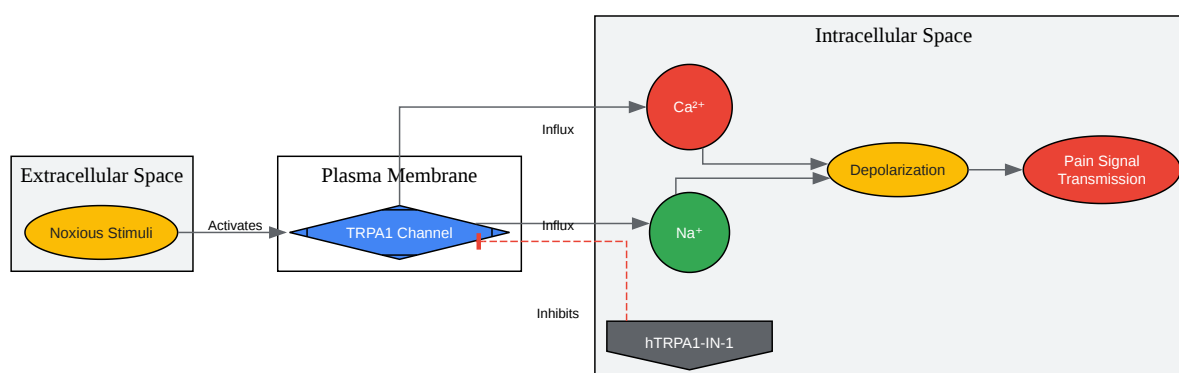 Intracellular Space
Ca²⁺
Influx
Extracellular Space
Plasma Membrane
Depolarization
Pain Signal
Transmission
Noxious Stimuli
Activates
TRPA1 Channel
Influx
Na⁺
Inhibits
hTRPA1-IN-1